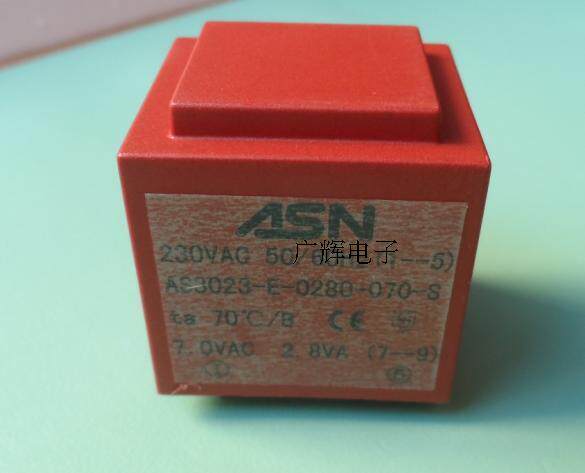 ASN
230VAC 50/60Hz (1--5)
广辉电子
AS3023-E-0280-070-S
ta 70℃/B CE
7.0VAC 2.8VA (7--9)